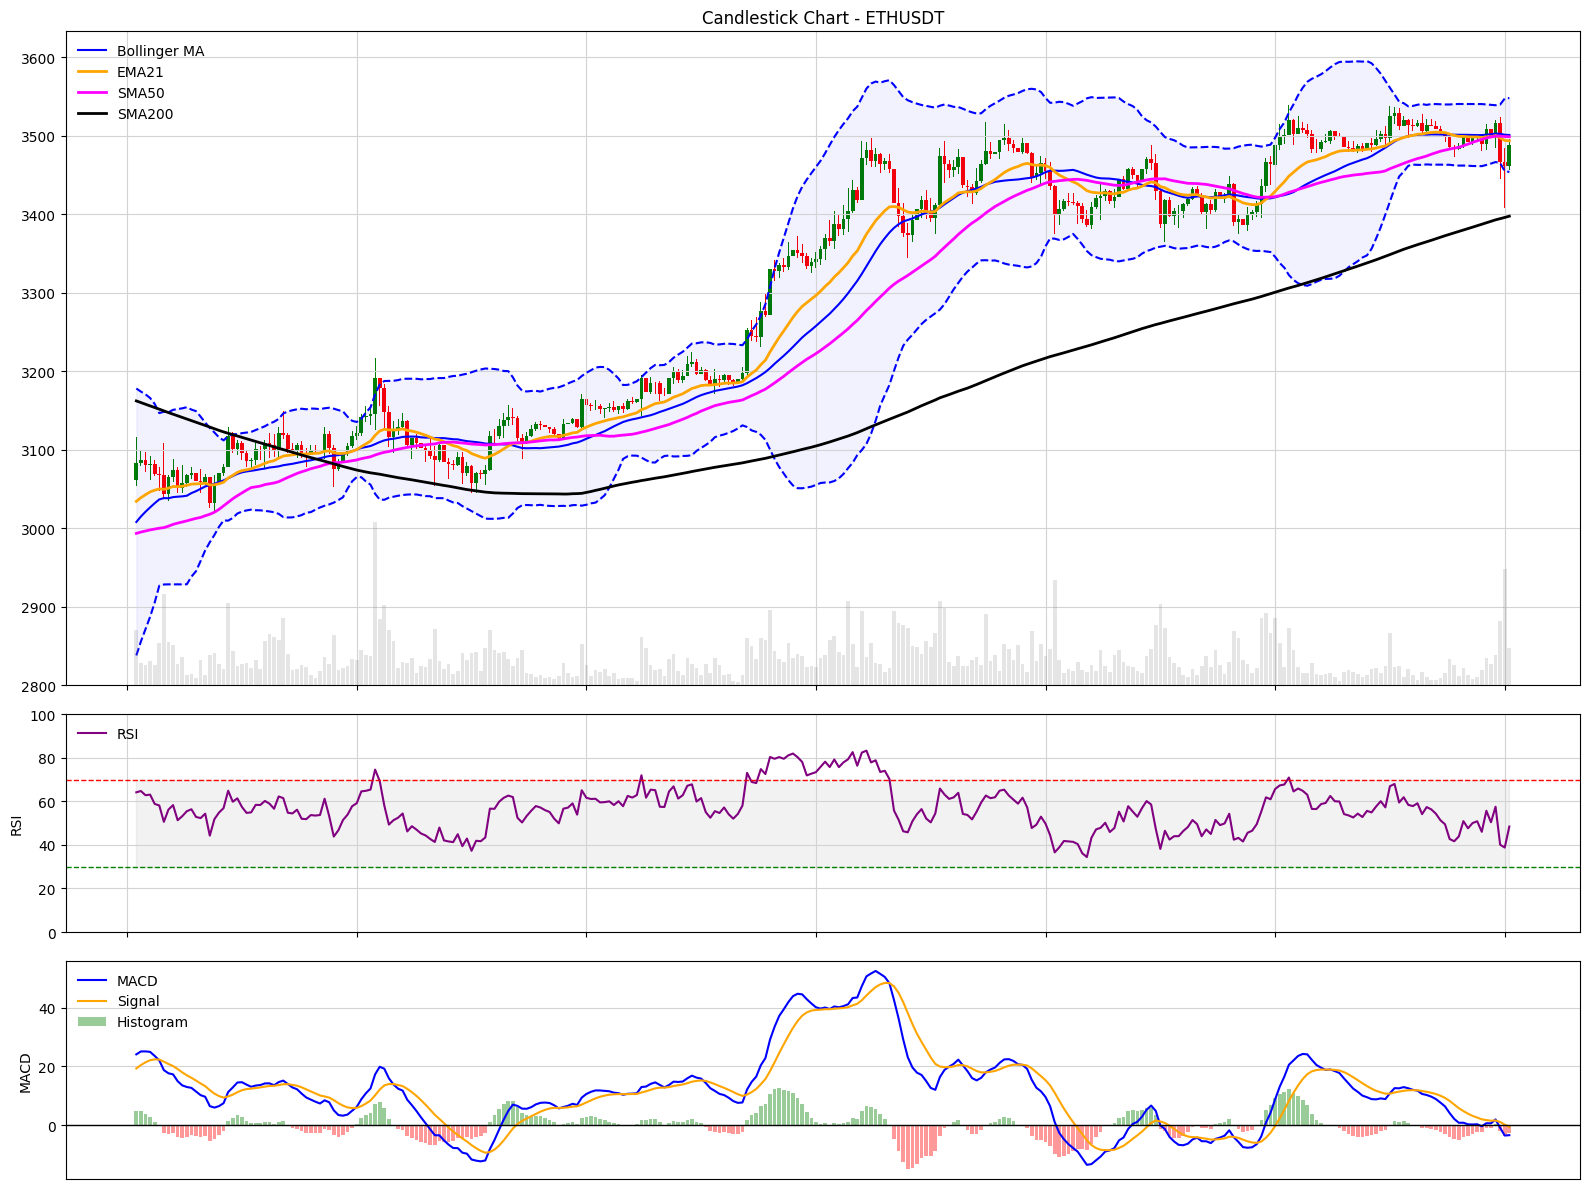 Candlestick Chart - ETHUSDT
Bollinger MA
EMA21
SMA50
SMA200
3600
3500
3400
3300
3200
3100
3000
2900
2800
RSI
100
80
60
40
20
0
RSI
MACD
Signal
Histogram
40
20
0
MACD